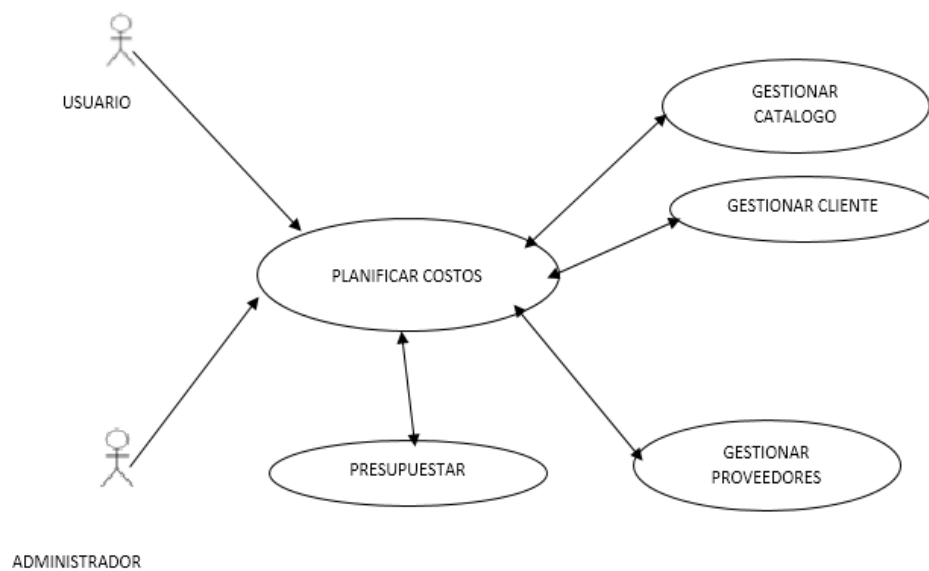 USUARIO
GESTIONAR
CATALOGO
GESTIONAR CLIENTE
PLANIFICAR COSTOS
PRESUPUESTAR
GESTIONAR
PROVEEDORES
ADMINISTRADOR